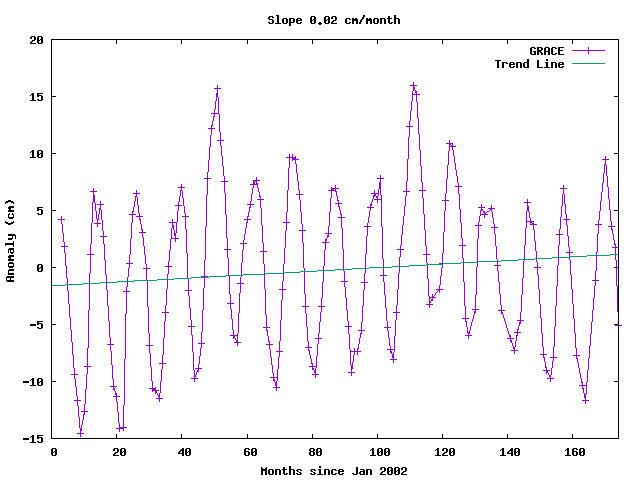 Slope 0.02 cm/month
GRACE
Trend Line
20
15
10
5
0
-5
-10
-15
Anomaly (cm)
0 20 40 60 80 100 120 140 160
Months since Jan 2002